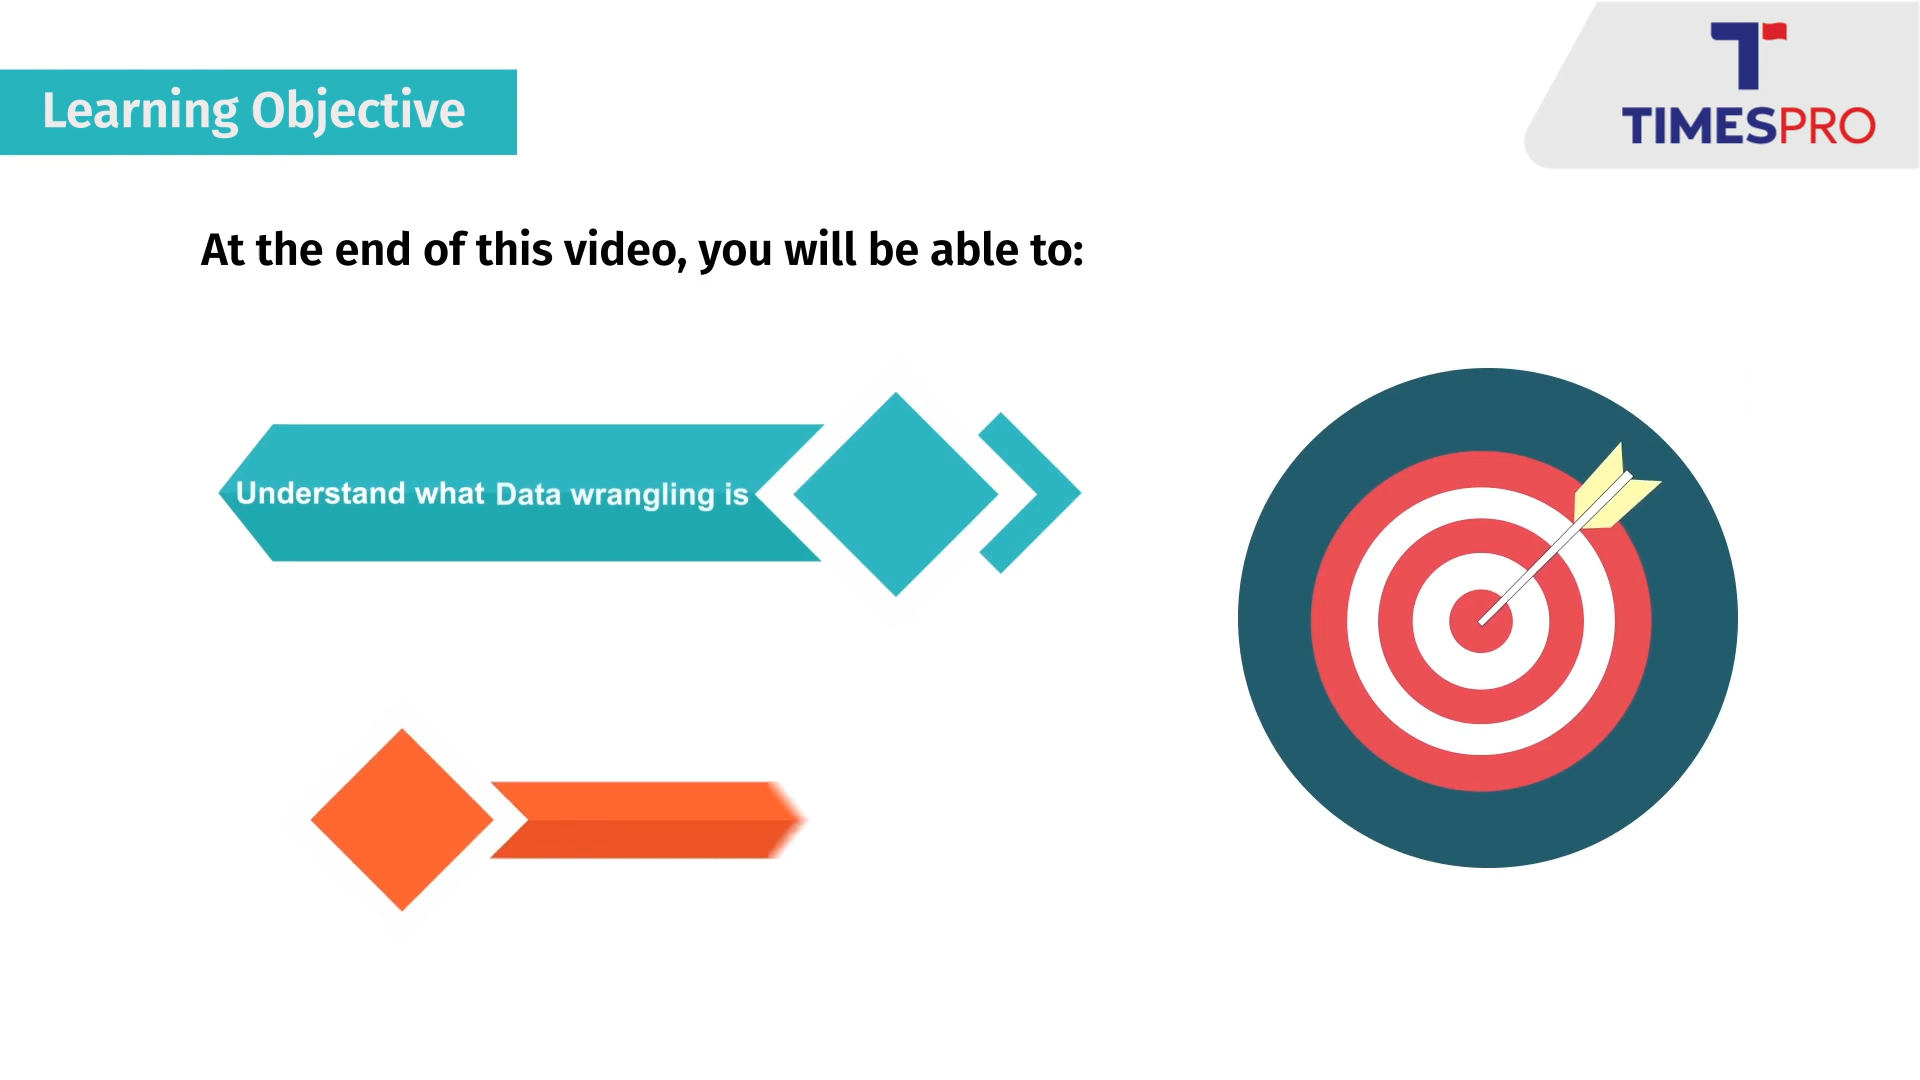 Learning Objective
TIMESPRO
At the end of this video, you will be able to:
Understand what Data wrangling is